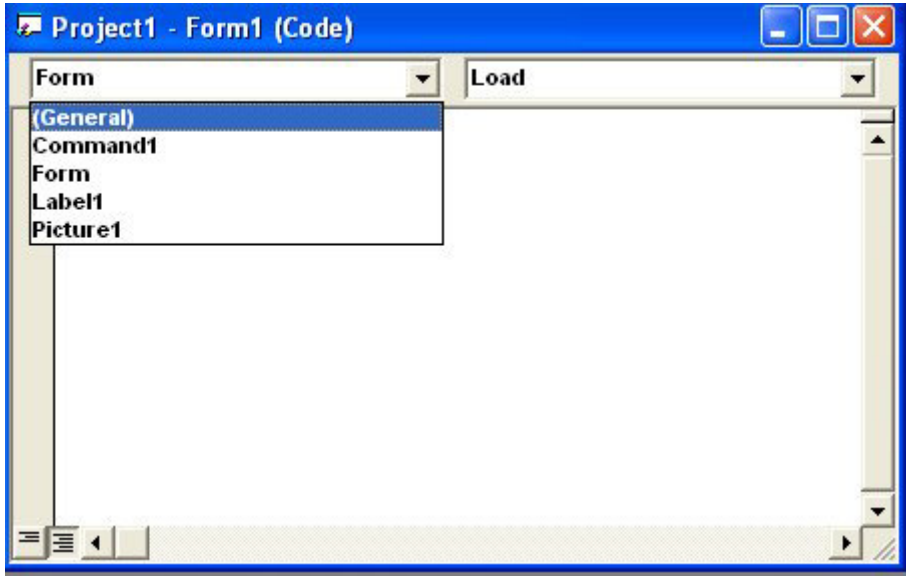 Project1 - Form1 (Code)
Form Load
(General)
Command1
Form
Label1
Picture1